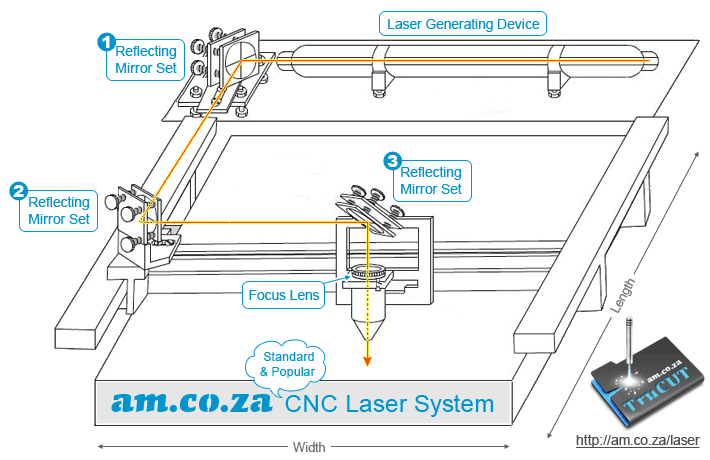 Laser Generating Device
1
Reflecting
Mirror Set
2
Reflecting
Mirror Set
3
Reflecting
Mirror Set
Focus Lens
Length
Standard
& Popular
am.co.za CNC Laser System
am.co.za
TruCUT
Width
http://am.co.za/laser